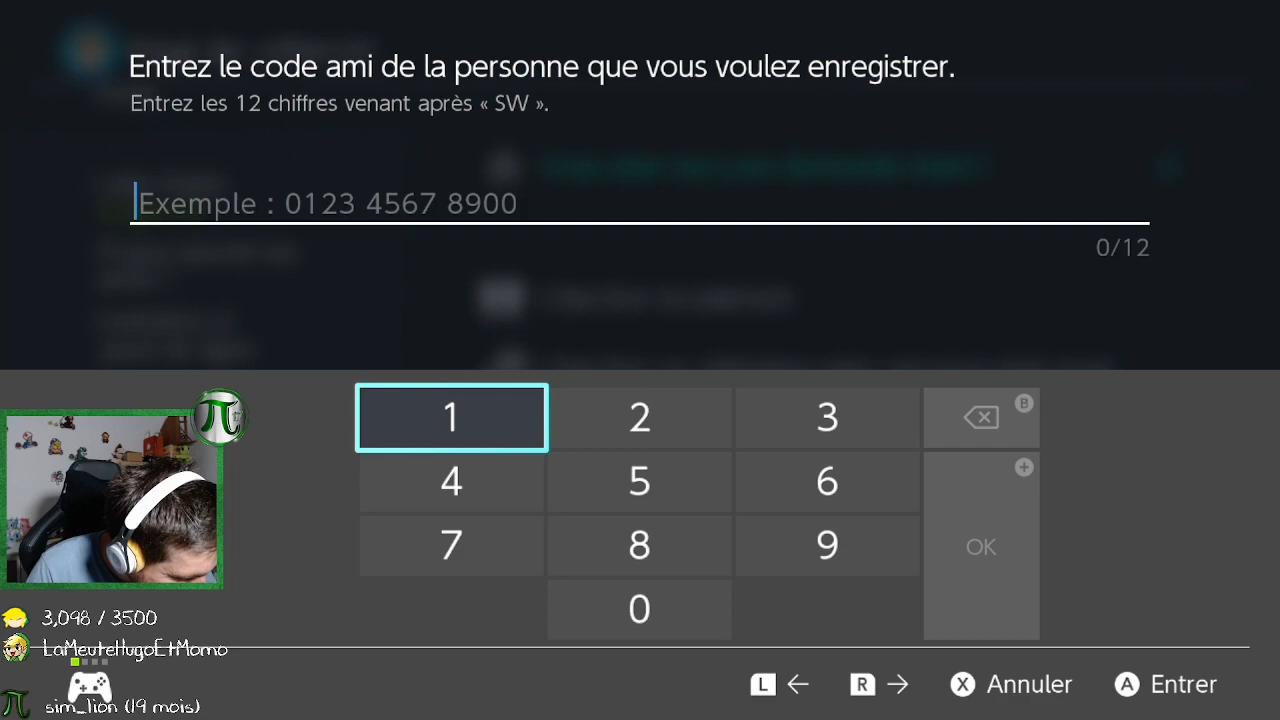 Entrez le code ami de la personne que vous voulez enregistrer.
Entrez les 12 chiffres venant après « SW ».
Exemple : 0123 4567 8900
0/12
1 2 3 B
4 5 6 +
7 8 9 OK
0
π
3,098 / 3500
LaMeuteHugoEtMomo
π sim_lion (19 mois)
L ← R → X Annuler A Entrer